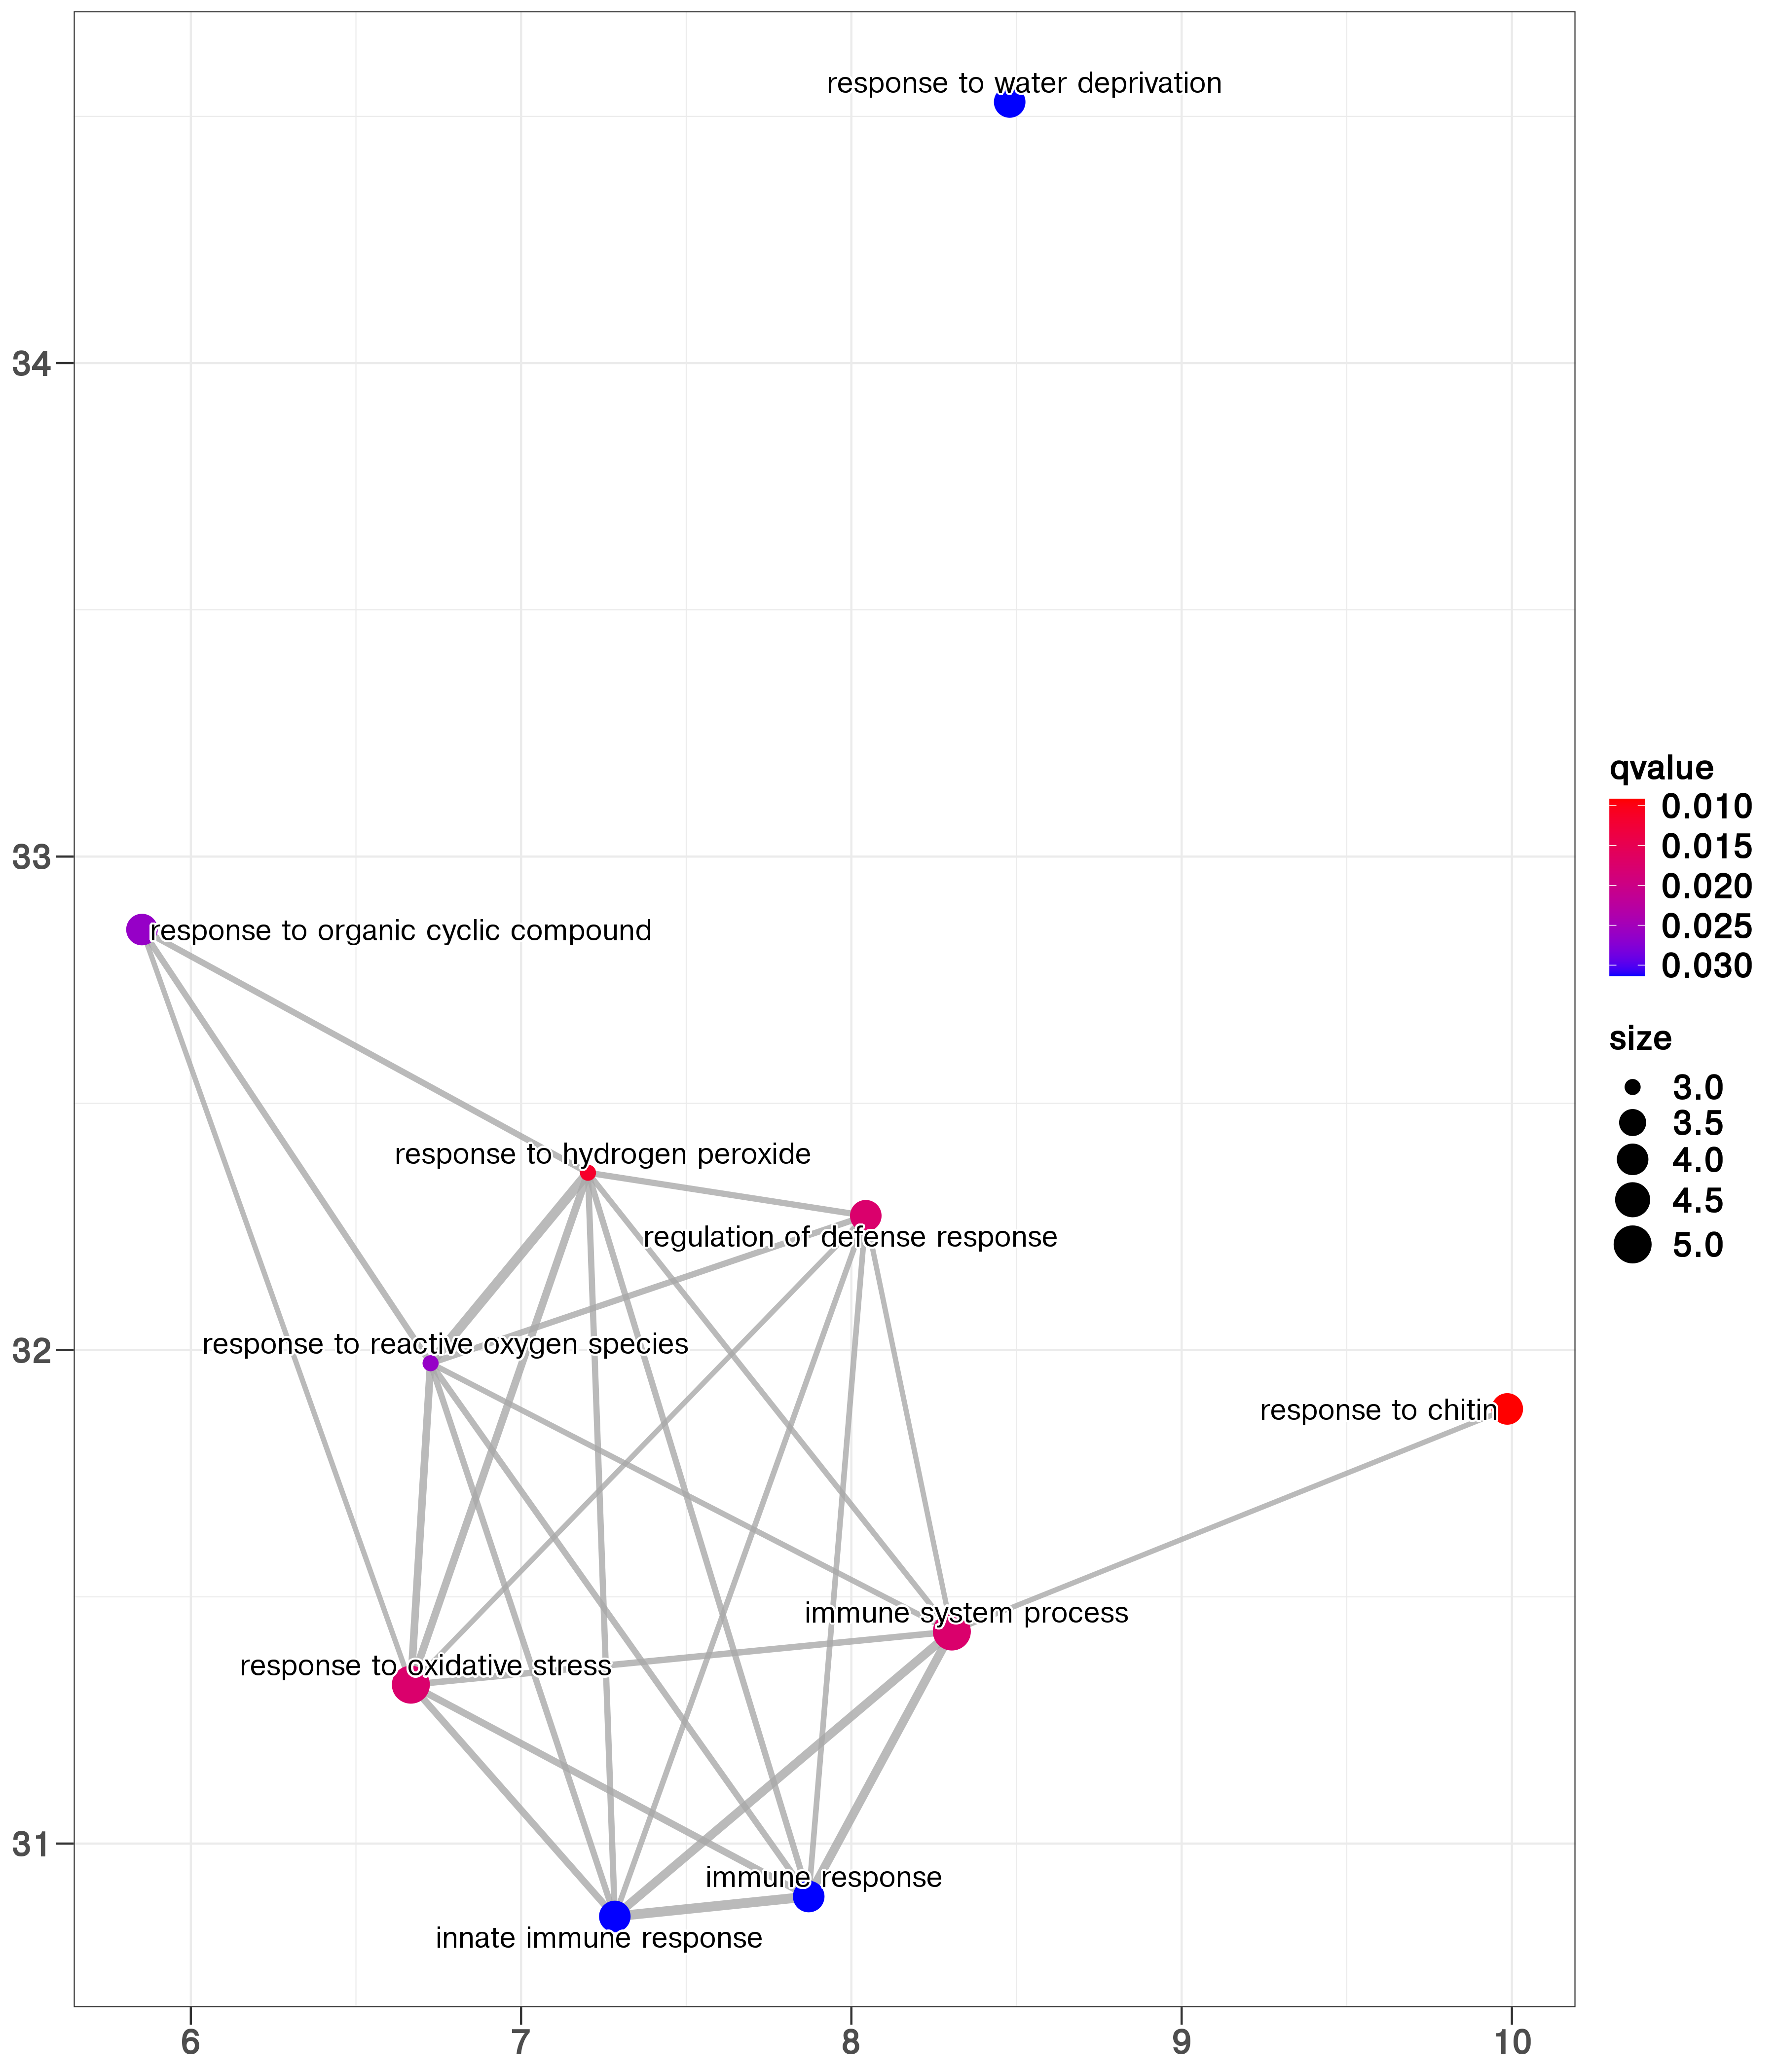 response to water deprivation
34
33
response to organic cyclic compound
response to hydrogen peroxide
regulation of defense response
32
response to reactive oxygen species
response to chitin
immune system process
response to oxidative stress
31
immune response
innate immune response
6 7 8 9 10
qvalue
0.010
0.015
0.020
0.025
0.030
size
3.0
3.5
4.0
4.5
5.0